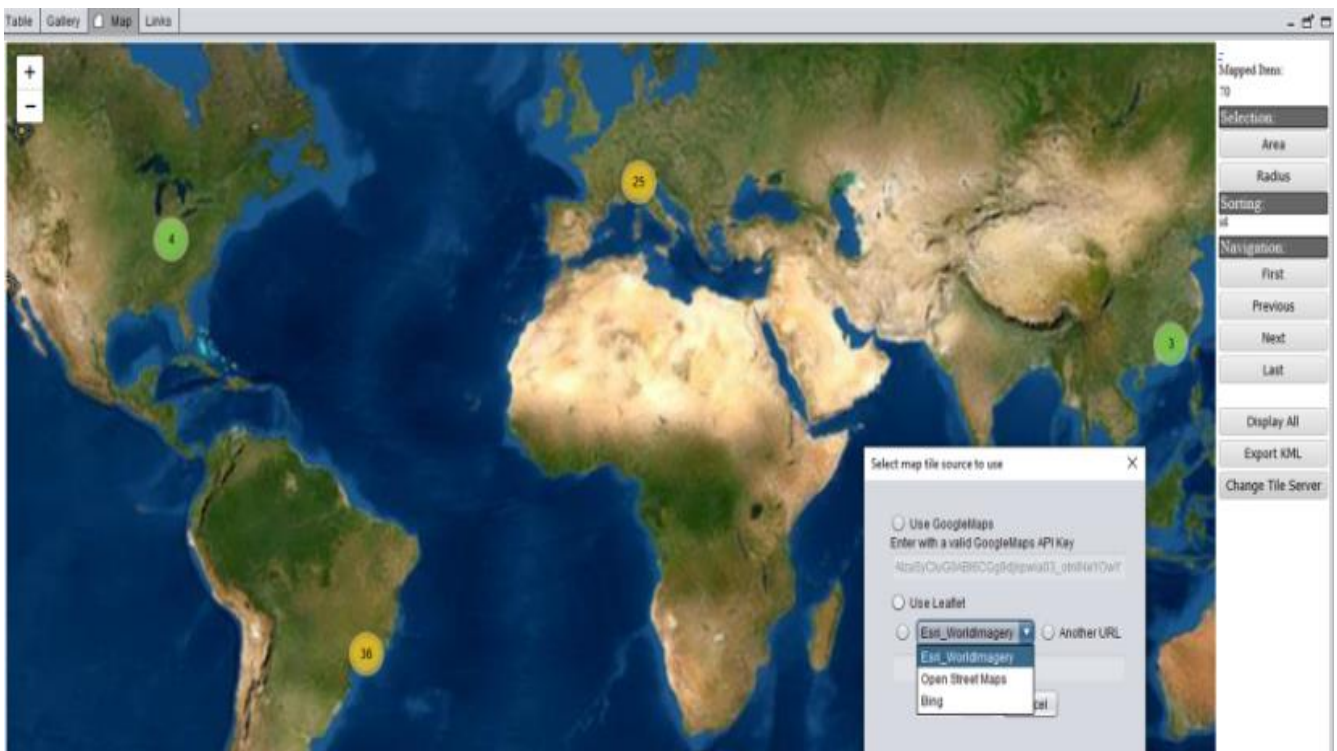 Table Gallery Map Links
+
−
25
4
3
36
Mapped Itens:
70
Selection:
Area
Radius
Sorting:
Navigation:
First
Previous
Next
Last
Display All
Export KML
Change Tile Server
Select map tile source to use
Use GoogleMaps
Enter with a valid GoogleMaps API Key
Use Leaflet
Esri_WorldImagery Another URL
Esri_WorldImagery
Open Street Maps
Bing